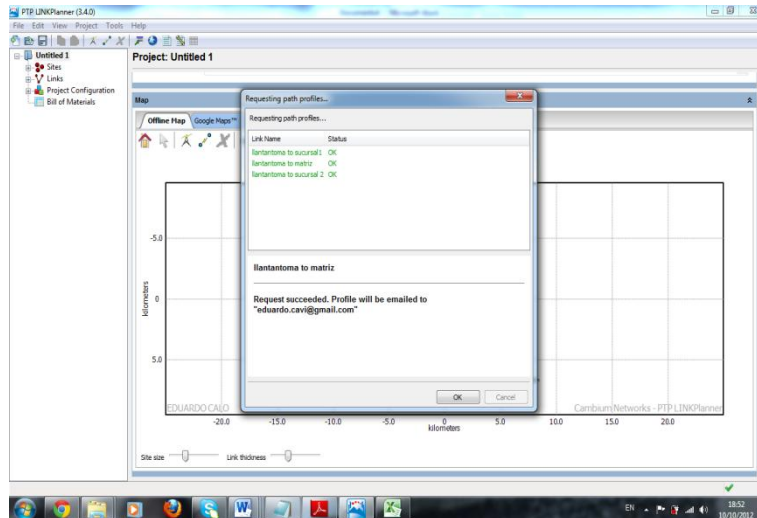 PTP LINKPlanner (3.4.0)
File Edit View Project Tools Help
Untitled 1
Sites
Links
Project Configuration
Bill of Materials
Project: Untitled 1
Map
Offline Map Google Maps™
Requesting path profiles...
Requesting path profiles...
Link Name Status
llantantoma to sucursal1 OK
llantantoma to matriz OK
llantantoma to sucursal 2 OK
llantantoma to matriz
Request succeeded. Profile will be emailed to
"eduardo.cavi@gmail.com"
OK Cancel
-5.0
0
5.0
kilometers
EDUARDO CALO
Cambium Networks - PTP LINKPlanner
-20.0 -15.0 -10.0 -5.0 0 5.0 10.0 15.0 20.0
kilometers
Site size Link thickness
EN 18:52
10/10/2012